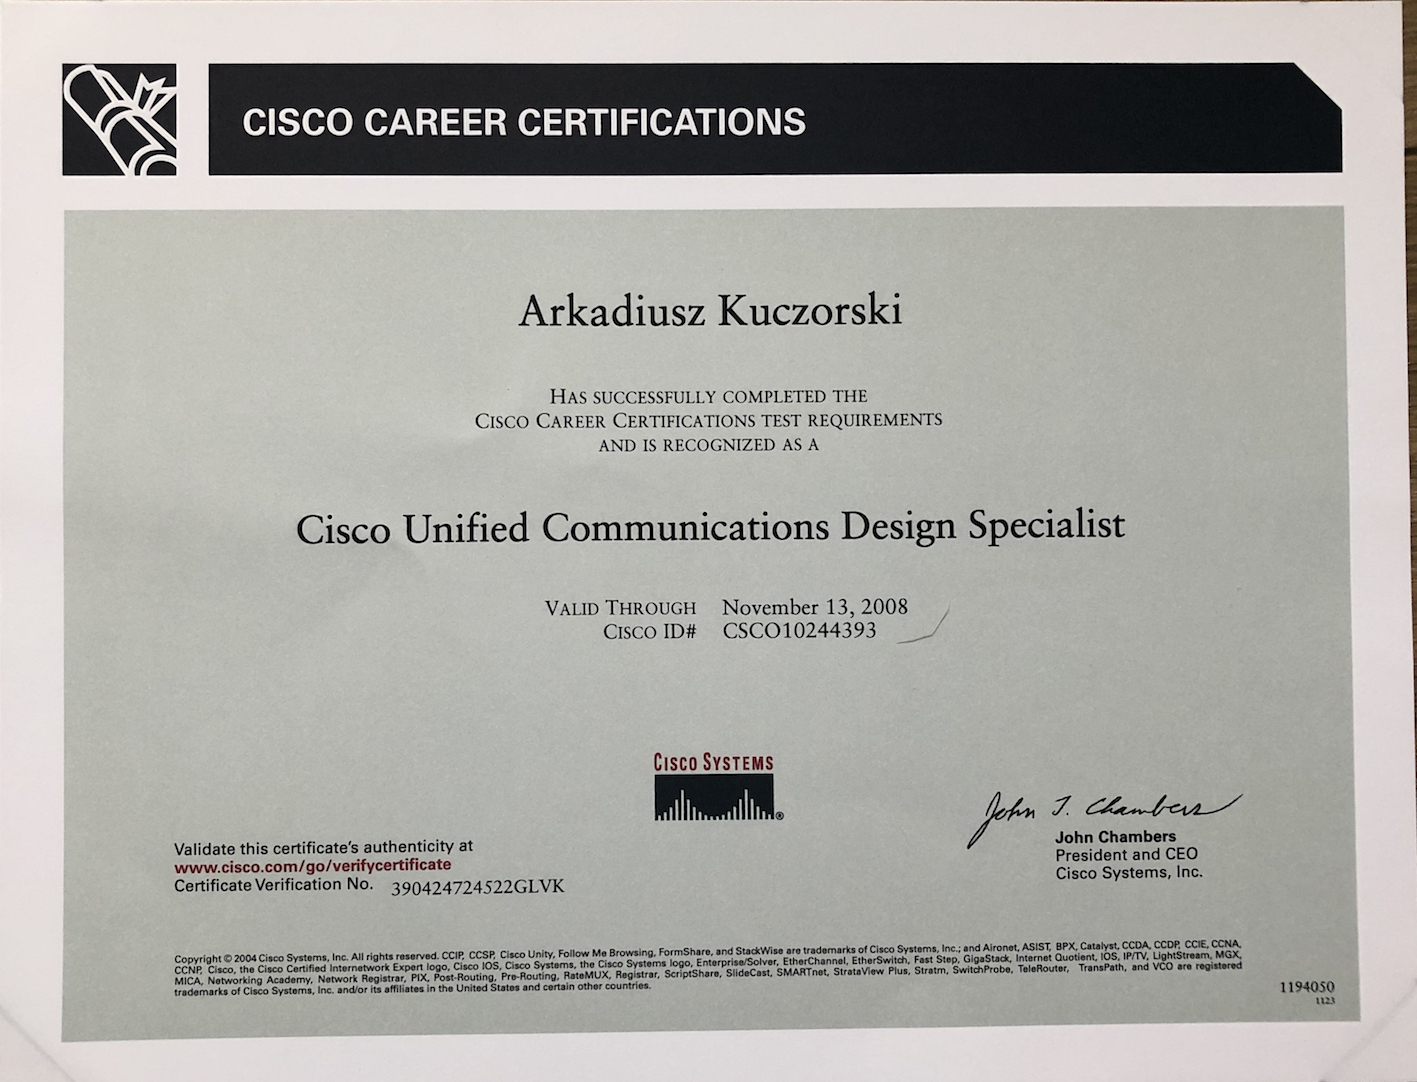 CISCO CAREER CERTIFICATIONS
Arkadiusz Kuczorski
HAS SUCCESSFULLY COMPLETED THE
CISCO CAREER CERTIFICATIONS TEST REQUIREMENTS
AND IS RECOGNIZED AS A
Cisco Unified Communications Design Specialist
VALID THROUGH November 13, 2008
CISCO ID# CSCO10244393
CISCO SYSTEMS
®
John T. Chambers
John Chambers
President and CEO
Cisco Systems, Inc.
Validate this certificate's authenticity at
www.cisco.com/go/verifycertificate
Certificate Verification No. 390424724522GLVK
Copyright © 2004 Cisco Systems, Inc. All rights reserved. CCIP, CCSP, Cisco Unity, Follow Me Browsing, FormShare, and StackWise are trademarks of Cisco Systems, Inc.; and Aironet, ASIST, BPX, Catalyst, CCDA, CCDP, CCIE, CCNA,
CCNP, Cisco, the Cisco Certified Internetwork Expert logo, Cisco IOS, Cisco Systems, the Cisco Systems logo, Enterprise/Solver, EtherChannel, EtherSwitch, Fast Step, GigaStack, Internet Quotient, IOS, IP/TV, LightStream, MGX,
MICA, Networking Academy, Network Registrar, PIX, Post-Routing, Pre-Routing, RateMUX, Registrar, ScriptShare, SlideCast, SMARTnet, StrataView Plus, Stratm, SwitchProbe, TeleRouter, TransPath, and VCO are registered
trademarks of Cisco Systems, Inc. and/or its affiliates in the United States and certain other countries.
1194050
1123